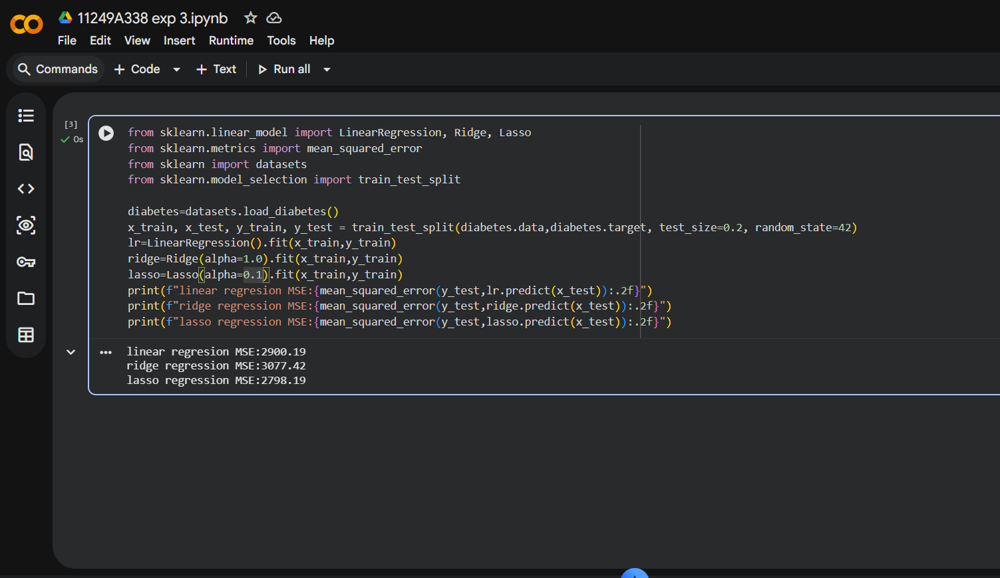 11249A338 exp 3.ipynb
File Edit View Insert Runtime Tools Help
Commands + Code + Text Run all
[3]
0s
from sklearn.linear_model import LinearRegression, Ridge, Lasso
from sklearn.metrics import mean_squared_error
from sklearn import datasets
from sklearn.model_selection import train_test_split
diabetes=datasets.load_diabetes()
x_train, x_test, y_train, y_test = train_test_split(diabetes.data,diabetes.target, test_size=0.2, random_state=42)
lr=LinearRegression().fit(x_train,y_train)
ridge=Ridge(alpha=1.0).fit(x_train,y_train)
lasso=Lasso(alpha=0.1).fit(x_train,y_train)
print(f"linear regresion MSE:{mean_squared_error(y_test,lr.predict(x_test)):.2f}")
print(f"ridge regression MSE:{mean_squared_error(y_test,ridge.predict(x_test)):.2f}")
print(f"lasso regression MSE:{mean_squared_error(y_test,lasso.predict(x_test)):.2f}")
linear regresion MSE:2900.19
ridge regression MSE:3077.42
lasso regression MSE:2798.19